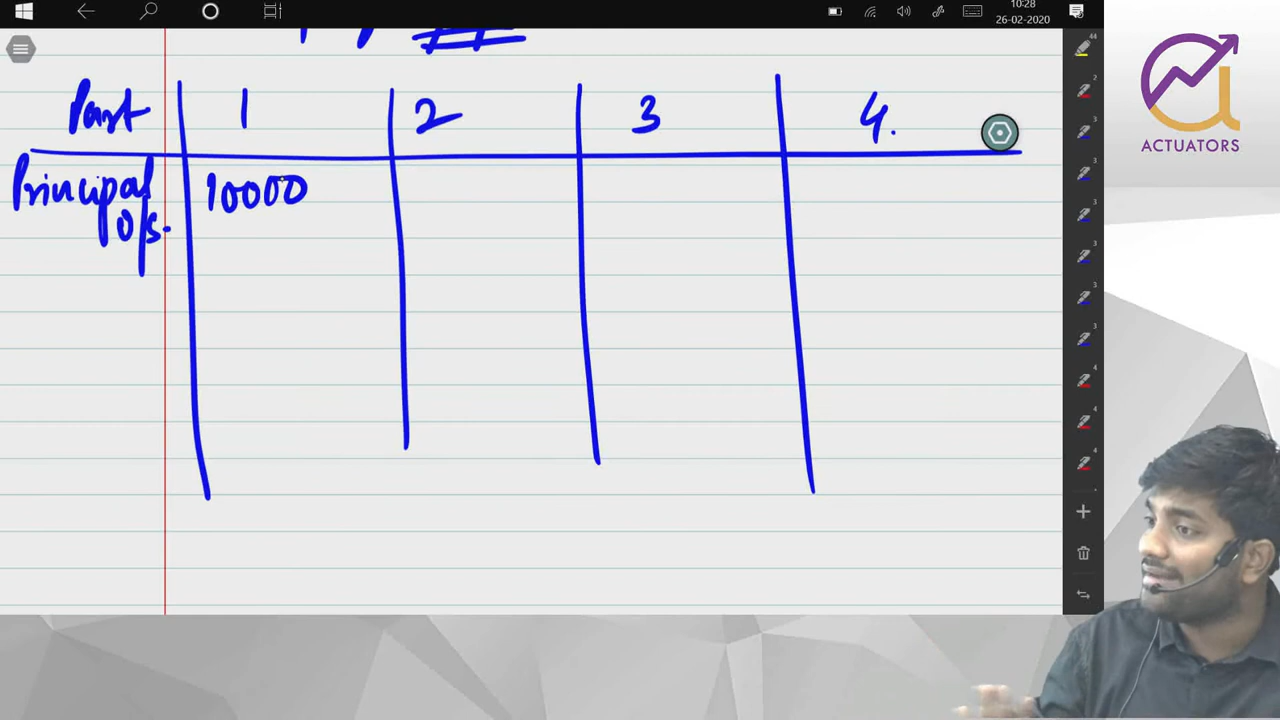 10:28
26-02-2020
Part 1 2 3 4.
Principal 10000
O/s.
ACTUATORS